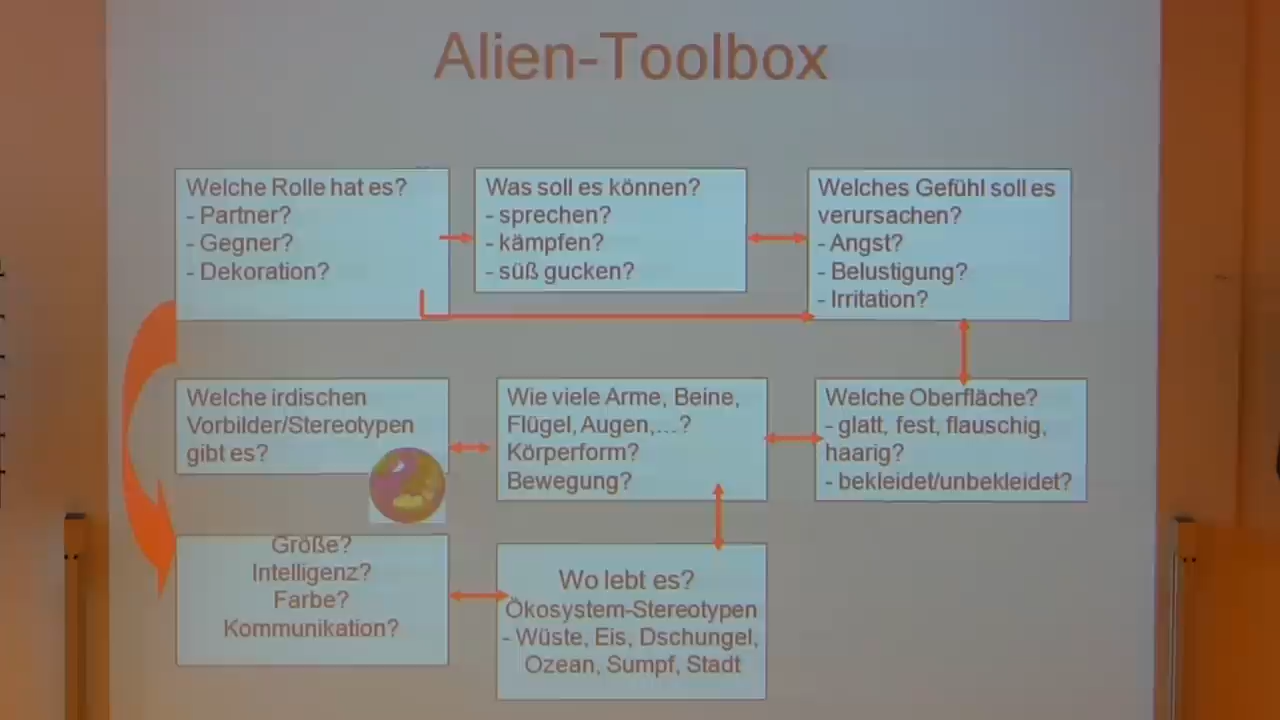 Alien-Toolbox
Welche Rolle hat es?
- Partner?
- Gegner?
- Dekoration?
Was soll es können?
- sprechen?
- kämpfen?
- süß gucken?
Welches Gefühl soll es
verursachen?
- Angst?
- Belustigung?
- Irritation?
Welche irdischen
Vorbilder/Stereotypen
gibt es?
Wie viele Arme, Beine,
Flügel, Augen,...?
Körperform?
Bewegung?
Welche Oberfläche?
- glatt, fest, flauschig,
haarig?
- bekleidet/unbekleidet?
Größe?
Intelligenz?
Farbe?
Kommunikation?
Wo lebt es?
Ökosystem-Stereotypen
- Wüste, Eis, Dschungel,
Ozean, Sumpf, Stadt